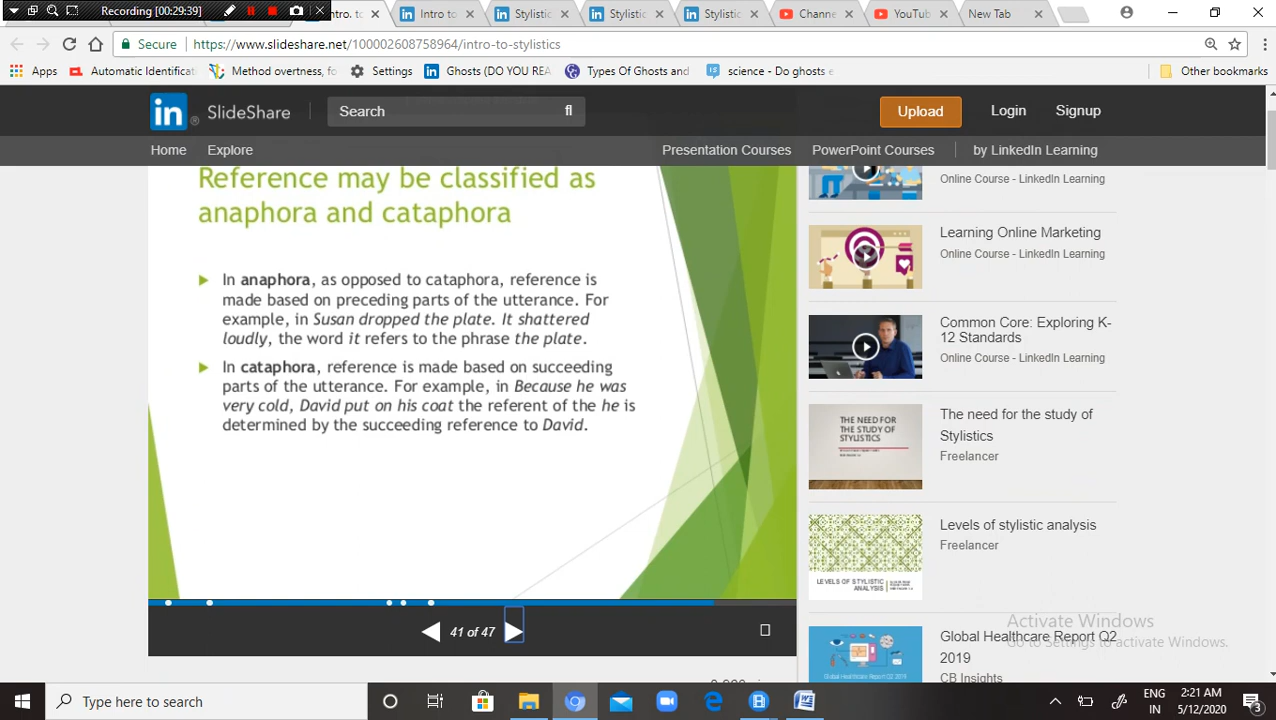 Recording [00:29:39]
ntro. to
Intro to
Stylistic
Stylistic
Stylistic
Channe
YouTub
New Tab
Secure
https://www.slideshare.net/100002608758964/intro-to-stylistics
Apps
Automatic Identificat
Method overtness, fo
Settings
Ghosts (DO YOU REA
Types Of Ghosts and
science - Do ghosts e
Other bookmarks
in SlideShare
Search
Upload
Login
Signup
Home
Explore
Presentation Courses
PowerPoint Courses
by LinkedIn Learning
Reference may be classified as
anaphora and cataphora
In anaphora, as opposed to cataphora, reference is
made based on preceding parts of the utterance. For
example, in Susan dropped the plate. It shattered
loudly, the word it refers to the phrase the plate.
In cataphora, reference is made based on succeeding
parts of the utterance. For example, in Because he was
very cold, David put on his coat the referent of the he is
determined by the succeeding reference to David.
41 of 47
Online Course - LinkedIn Learning
Learning Online Marketing
Online Course - LinkedIn Learning
Common Core: Exploring K-
12 Standards
Online Course - LinkedIn Learning
THE NEED FOR
THE STUDY OF
STYLISTICS
The need for the study of
Stylistics
Freelancer
LEVELS OF STYLISTIC
ANALYSIS
Levels of stylistic analysis
Freelancer
Global Healthcare Report Q2 2019
Global Healthcare Report Q2
2019
CB Insights
Activate Windows
Go to Settings to activate Windows.
Type here to search
ENG
IN
2:21 AM
5/12/2020
3